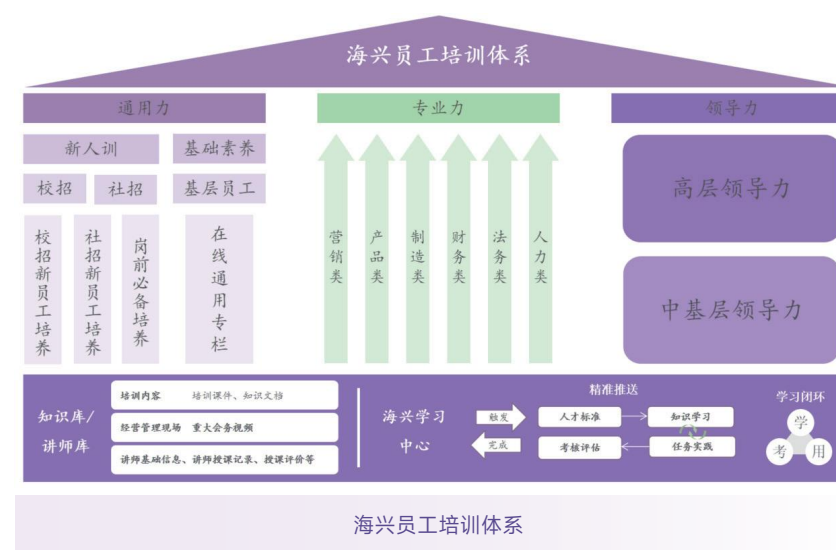 海兴员工培训体系
通用力
专业力
领导力
新人训
基础素养
校招
社招
基层员工
校招新员工培养
社招新员工培养
岗前必备培养
在线通用专栏
营销类
产品类
制造类
财务类
法务类
人力类
高层领导力
中基层领导力
知识库/
讲师库
培训内容 培训课件、知识文档
经营管理现场 重大会务视频
讲师基础信息、讲师授课记录、授课评价等
海兴学习
中心
触发
完成
精准推送
人才标准
知识学习
考核评估
任务实践
学习闭环
学
考
用
海兴员工培训体系